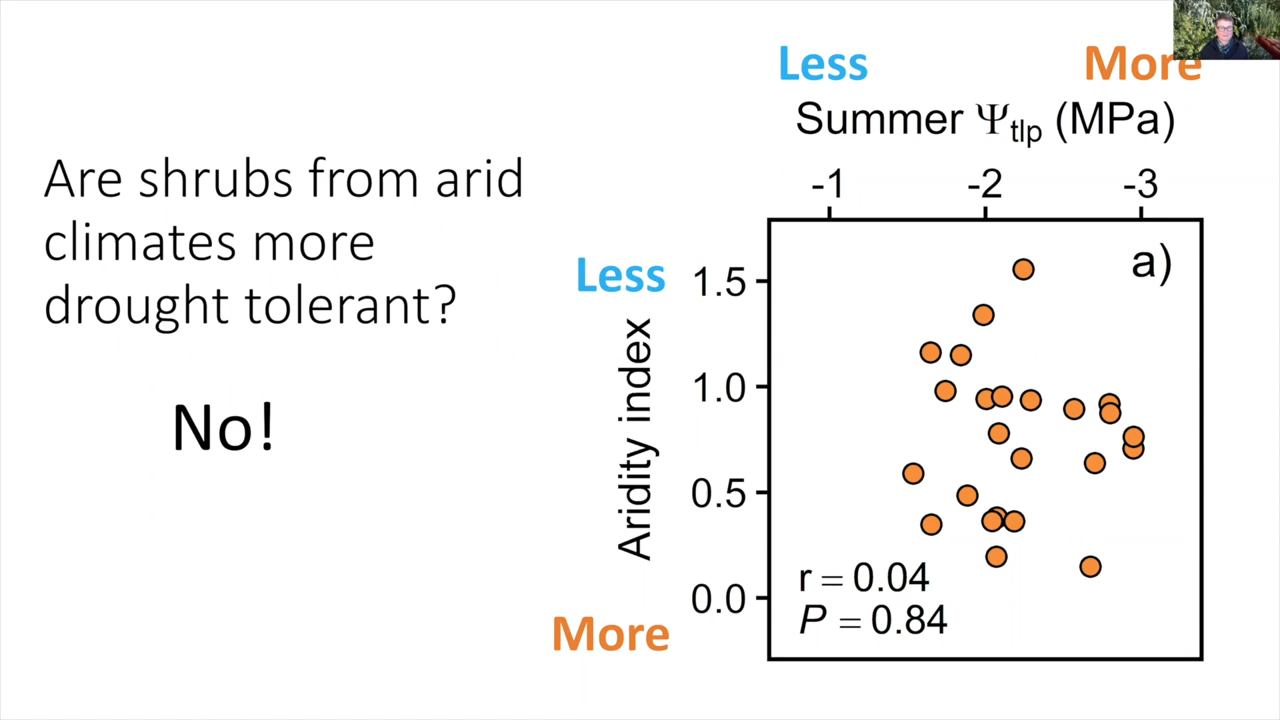 Less More
Summer Ψtlp (MPa)
-1 -2 -3
Are shrubs from arid
climates more
drought tolerant?
No!
Less
Aridity index
More
1.5
1.0
0.5
0.0
a)
r = 0.04
P = 0.84